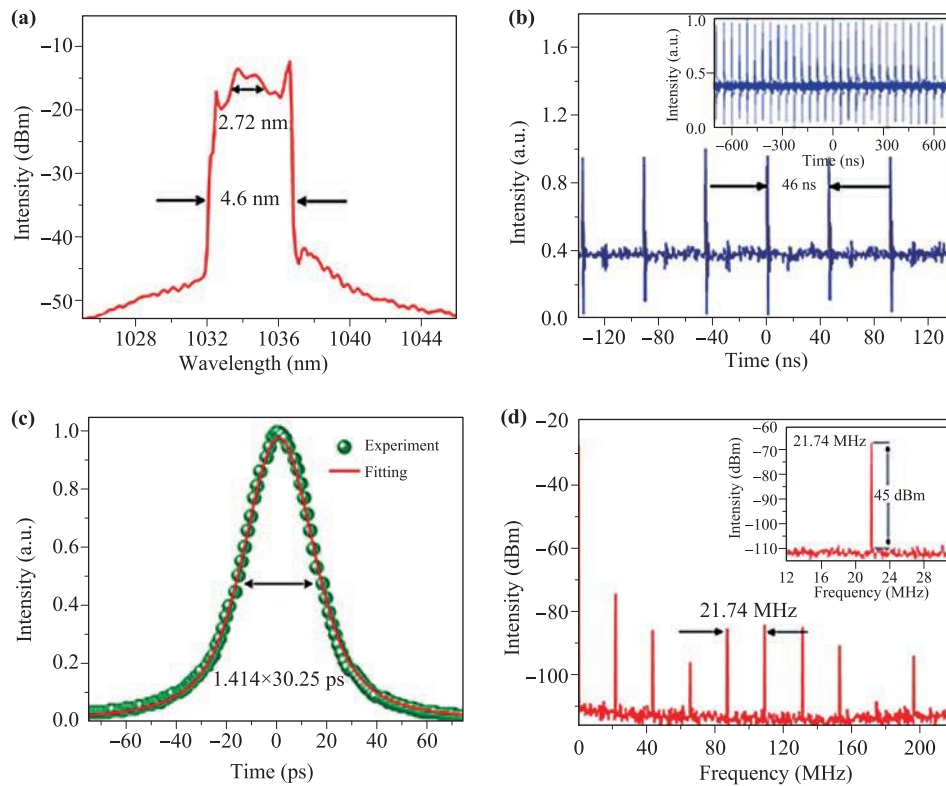 (a)
−10
−20
−30
−40
−50
Intensity (dBm)
2.72 nm
4.6 nm
1028 1032 1036 1040 1044
Wavelength (nm)
(b)
1.6
1.2
0.8
0.4
0.0
Intensity (a.u.)
46 ns
−120 −80 −40 0 40 80 120
Time (ns)
1.0
0.5
0.0
Intensity (a.u.)
−600 −300 0 300 600
Time (ns)
(c)
1.0
0.8
0.6
0.4
0.2
0.0
Intensity (a.u.)
Experiment
Fitting
1.414×30.25 ps
−60 −40 −20 0 20 40 60
Time (ps)
(d)
−20
−40
−60
−80
−100
Intensity (dBm)
21.74 MHz
0 40 80 120 160 200
Frequency (MHz)
−60
−70
−80
−90
−100
−110
Intensity (dBm)
21.74 MHz
45 dBm
12 16 20 24 28
Frequency (MHz)